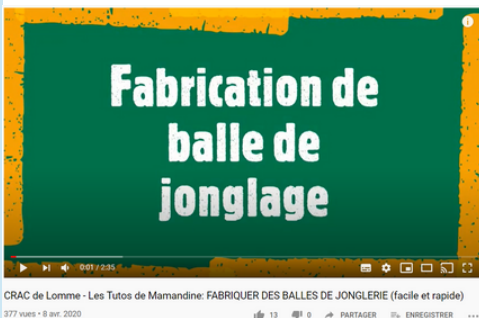 Fabrication de
balle de
jonglage
0:01 / 2:35
CRAC de Lomme - Les Tutos de Mamandine: FABRIQUER DES BALLES DE JONGLERIE (facile et rapide)
377 vues • 8 avr. 2020 13 0 PARTAGER ENREGISTRER ...